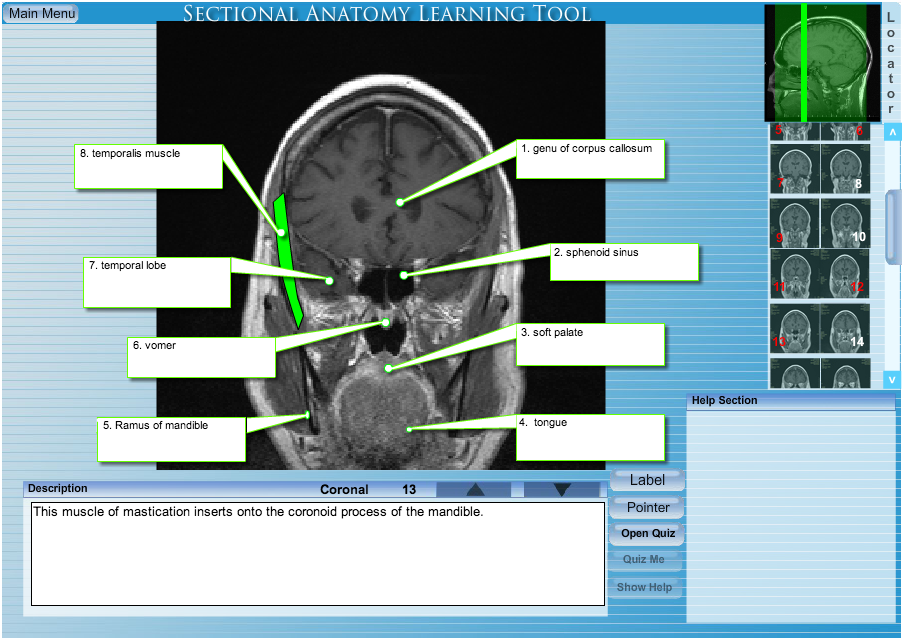 Main Menu
SECTIONAL ANATOMY LEARNING TOOL
Locator
8. temporalis muscle
1. genu of corpus callosum
7. temporal lobe
2. sphenoid sinus
6. vomer
3. soft palate
5. Ramus of mandible
4. tongue
5 6
7 8
9 10
11 12
13 14
Help Section
Description Coronal 13
This muscle of mastication inserts onto the coronoid process of the mandible.
Label
Pointer
Open Quiz
Quiz Me
Show Help